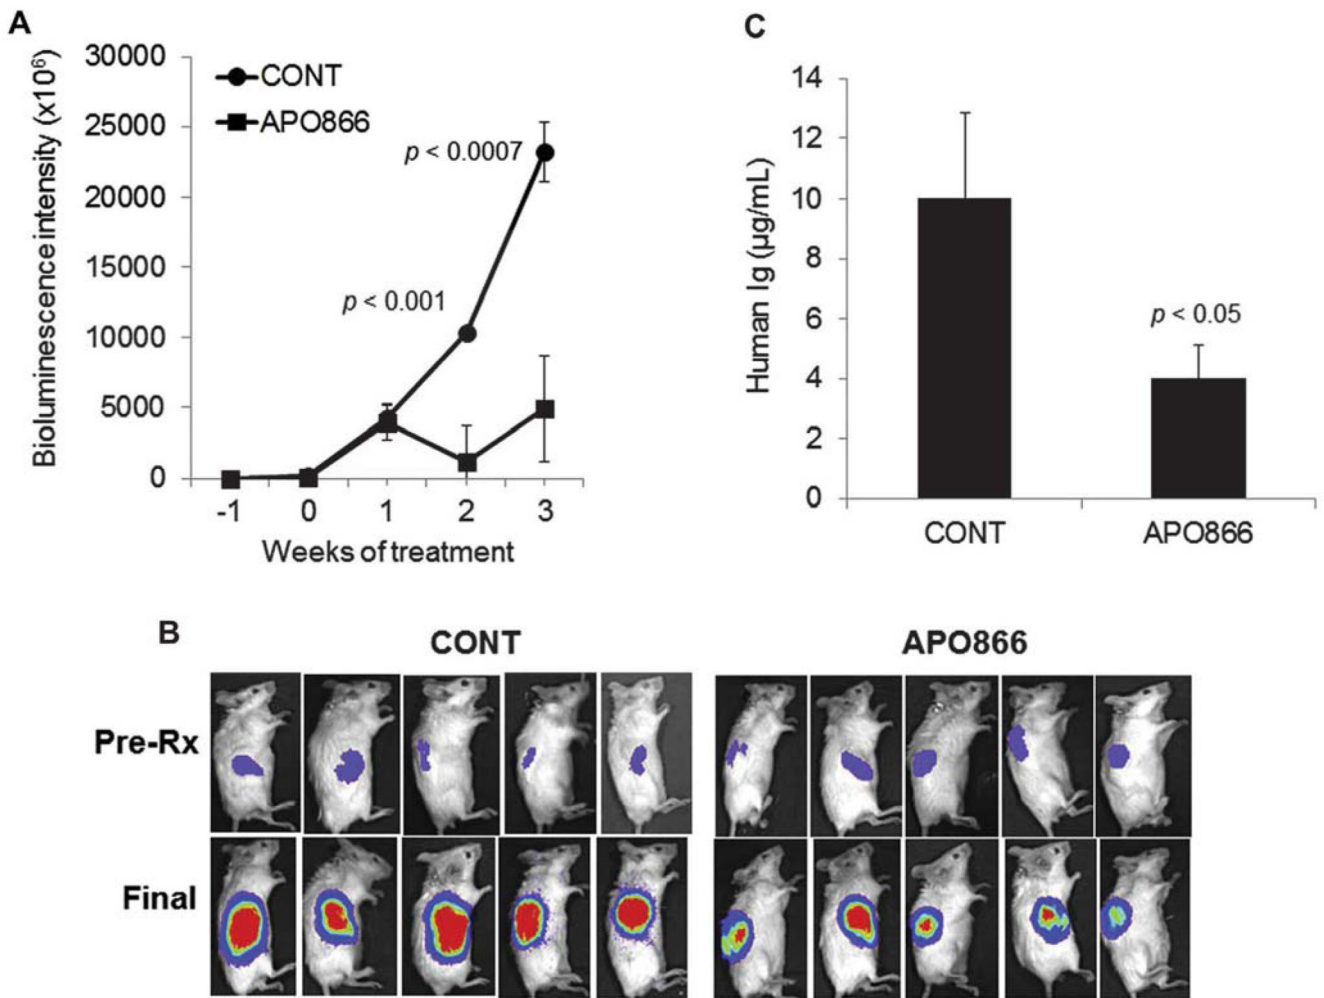 A
30000
25000
20000
15000
10000
5000
0
Bioluminescence intensity (x10⁶)
CONT
APO866
p < 0.0007
p < 0.001
-1 0 1 2 3
Weeks of treatment
C
14
12
10
8
6
4
2
0
Human Ig (µg/mL)
p < 0.05
CONT APO866
B
CONT APO866
Pre-Rx
Final